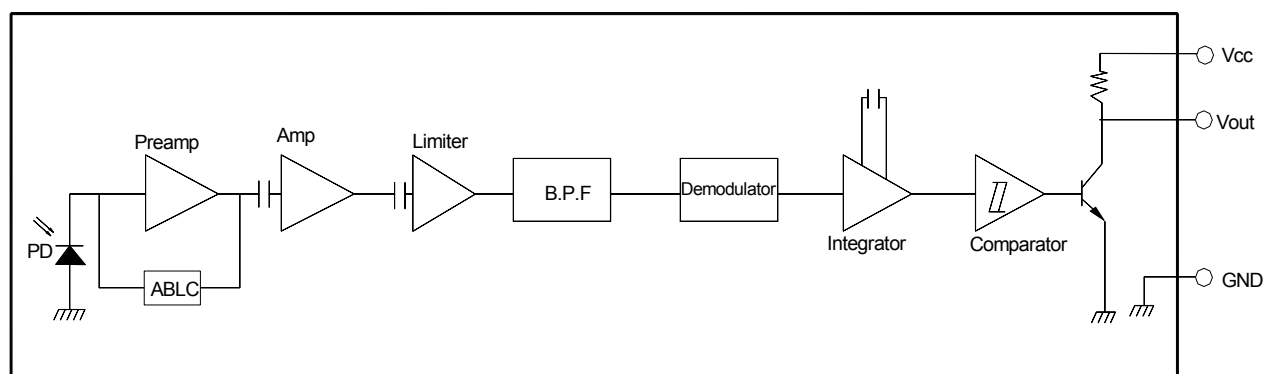 Vcc
Vout
Preamp
Amp
Limiter
B.P.F
Demodulator
Integrator
Comparator
PD
ABLC
GND